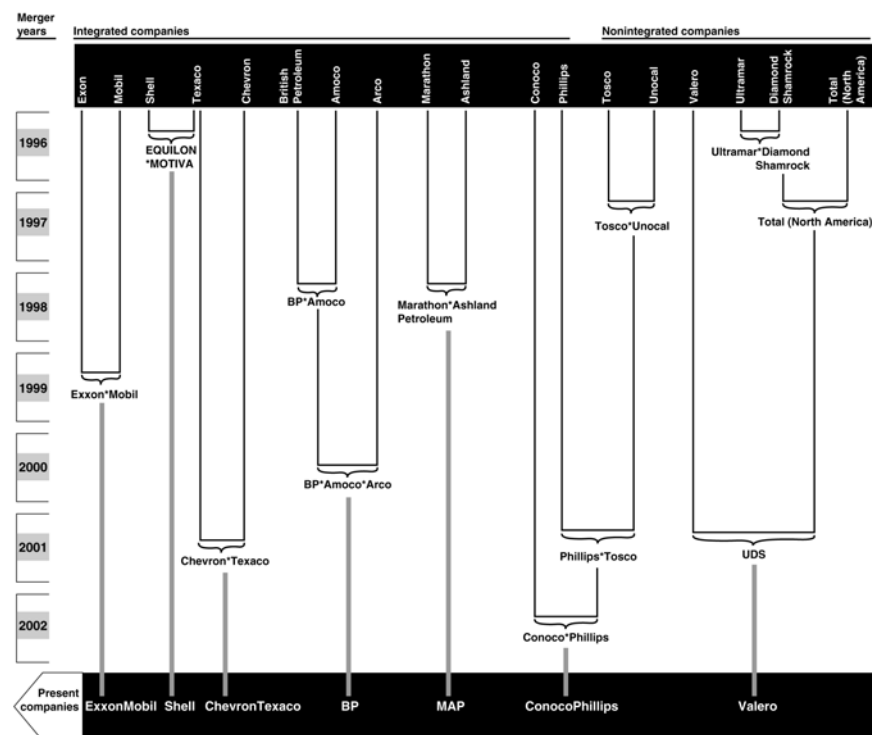 Merger
years
Integrated companies
Nonintegrated companies
Exon
Mobil
Shell
Texaco
Chevron
British
Petroleum
Amoco
Arco
Marathon
Ashland
Conoco
Phillips
Tosco
Unocal
Valero
Ultramar
Diamond
Shamrock
Total
(North
America)
1996
EQUILON
*MOTIVA
Ultramar*Diamond
Shamrock
1997
Tosco*Unocal
Total (North America)
1998
BP*Amoco
Marathon*Ashland
Petroleum
1999
Exxon*Mobil
2000
BP*Amoco*Arco
2001
Chevron*Texaco
Phillips*Tosco
UDS
2002
Conoco*Phillips
Present
companies
ExxonMobil
Shell
ChevronTexaco
BP
MAP
ConocoPhillips
Valero